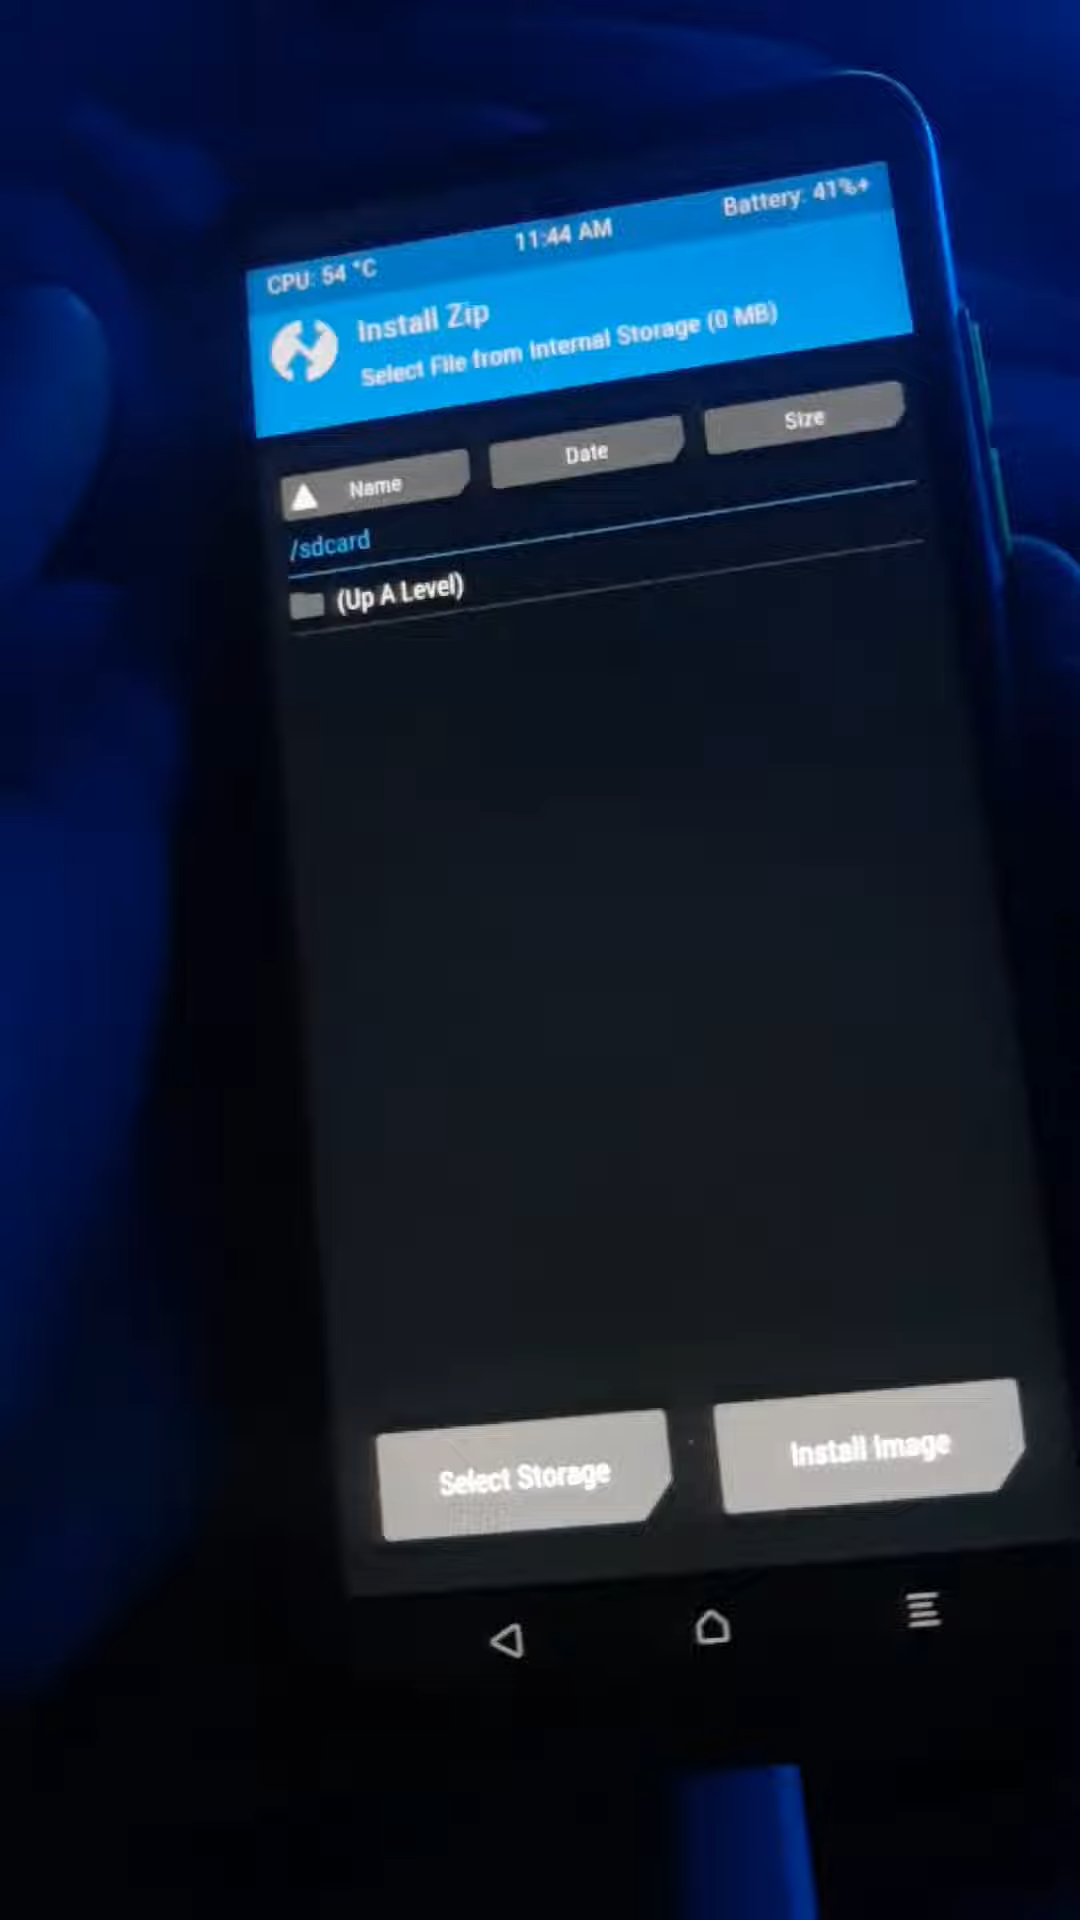 CPU: 54 °C
11:44 AM
Battery: 41%+
Install Zip
Select File from Internal Storage (0 MB)
Name
Date
Size
/sdcard
(Up A Level)
Select Storage
Install Image